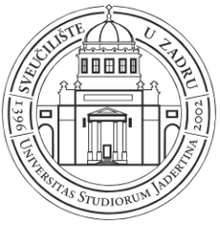 SVEUČILIŠTE U ZADRU
1396
2002
UNIVERSITAS STUDIORUM JADERTINA